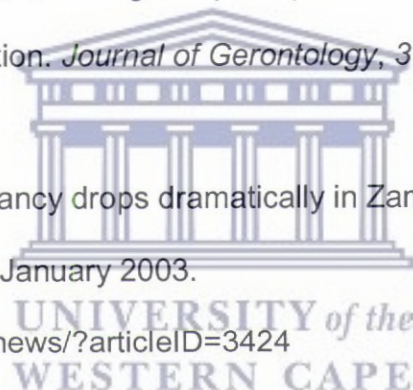 tion. Journal of Gerontology, 3
ancy drops dramatically in Zam
January 2003.
UNIVERSITY of the
news/?articleID=3424
WESTERN CAPE